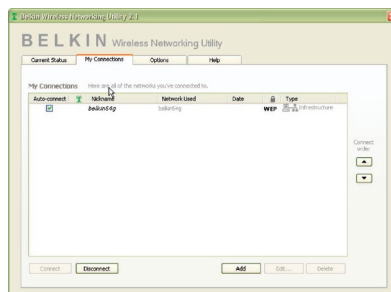 Belkin Wireless Networking Utility 2.1
BELKIN Wireless Networking Utility
Current Status My Connections Options Help
My Connections Here are all of the networks you've connected to.
Auto-connect Nickname Network Used Date Type
belkin54g belkin54g WEP Infrastructure
Connect order
Connect Disconnect Add Edit... Delete